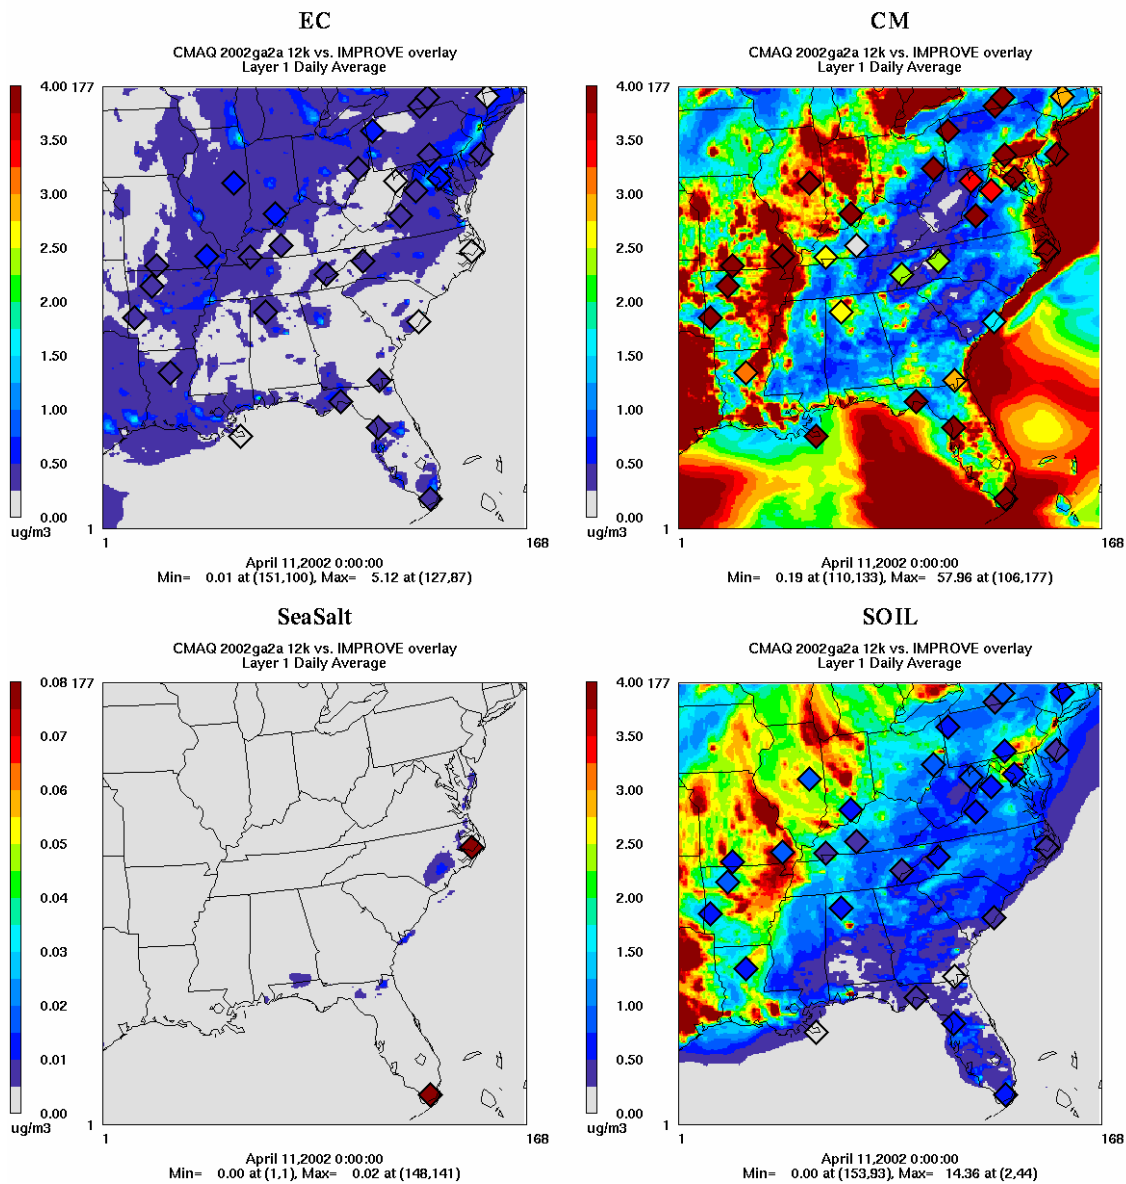 EC
CMAQ 2002ga2a 12k vs. IMPROVE overlay
Layer 1 Daily Average
4.00 177
3.50
3.00
2.50
2.00
1.50
1.00
0.50
0.00
ug/m3
1
1 168
April 11,2002 0:00:00
Min= 0.01 at (151,100), Max= 5.12 at (127,87)
CM
CMAQ 2002ga2a 12k vs. IMPROVE overlay
Layer 1 Daily Average
4.00 177
3.50
3.00
2.50
2.00
1.50
1.00
0.50
0.00
ug/m3
1
1 168
April 11,2002 0:00:00
Min= 0.19 at (110,133), Max= 57.96 at (106,177)
SeaSalt
CMAQ 2002ga2a 12k vs. IMPROVE overlay
Layer 1 Daily Average
0.08 177
0.07
0.06
0.05
0.04
0.03
0.02
0.01
0.00
ug/m3
1
1 168
April 11,2002 0:00:00
Min= 0.00 at (1,1), Max= 0.02 at (148,141)
SOIL
CMAQ 2002ga2a 12k vs. IMPROVE overlay
Layer 1 Daily Average
4.00 177
3.50
3.00
2.50
2.00
1.50
1.00
0.50
0.00
ug/m3
1
1 168
April 11,2002 0:00:00
Min= 0.00 at (153,93), Max= 14.36 at (2,44)